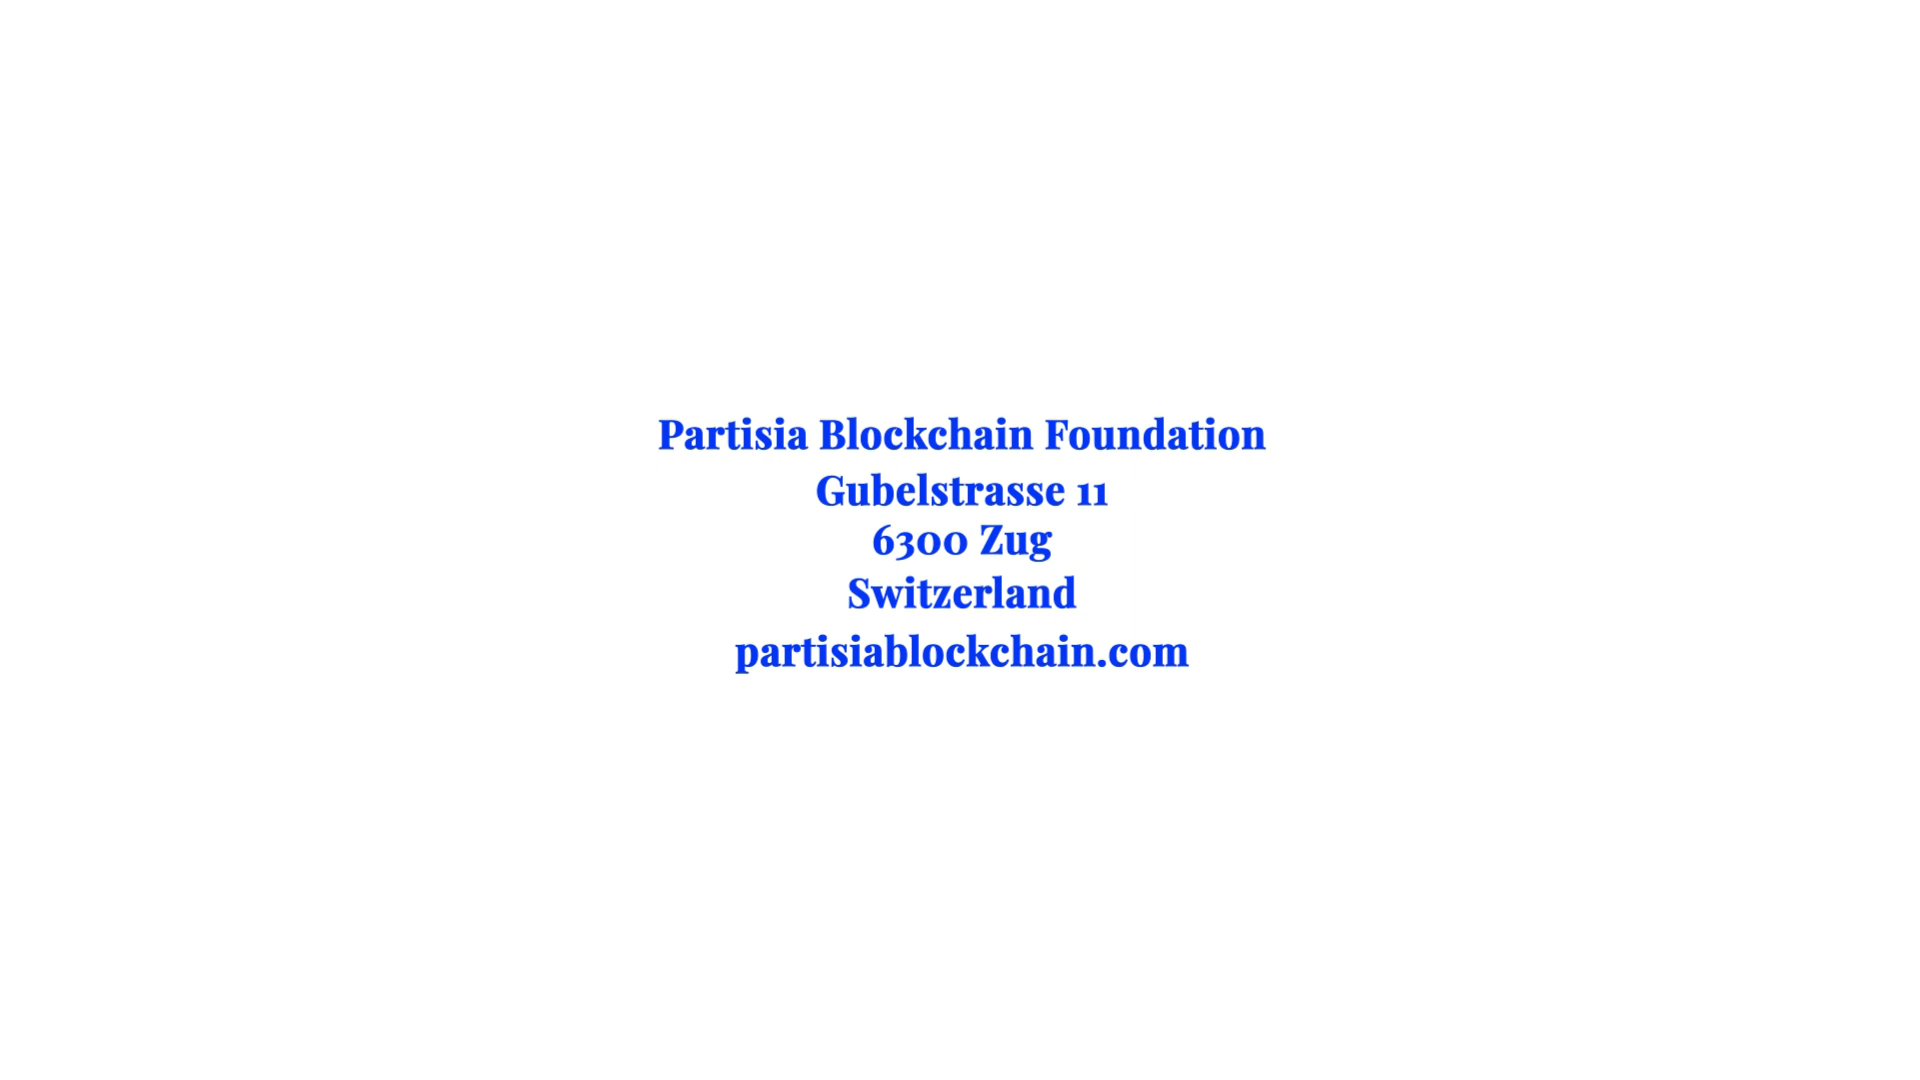 Partisia Blockchain Foundation
Gubelstrasse 11
6300 Zug
Switzerland
partisiablockchain.com